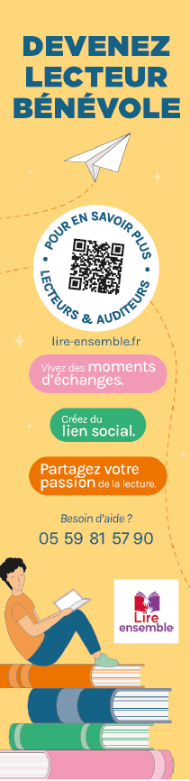 DEVENEZ
LECTEUR
BÉNÉVOLE
POUR EN SAVOIR PLUS
LECTEURS & AUDITEURS
lire-ensemble.fr
Vivez des moments
d'échanges.
Créez du
lien social.
Partagez votre
passion de la lecture.
Besoin d'aide ?
05 59 81 57 90
Lire
ensemble